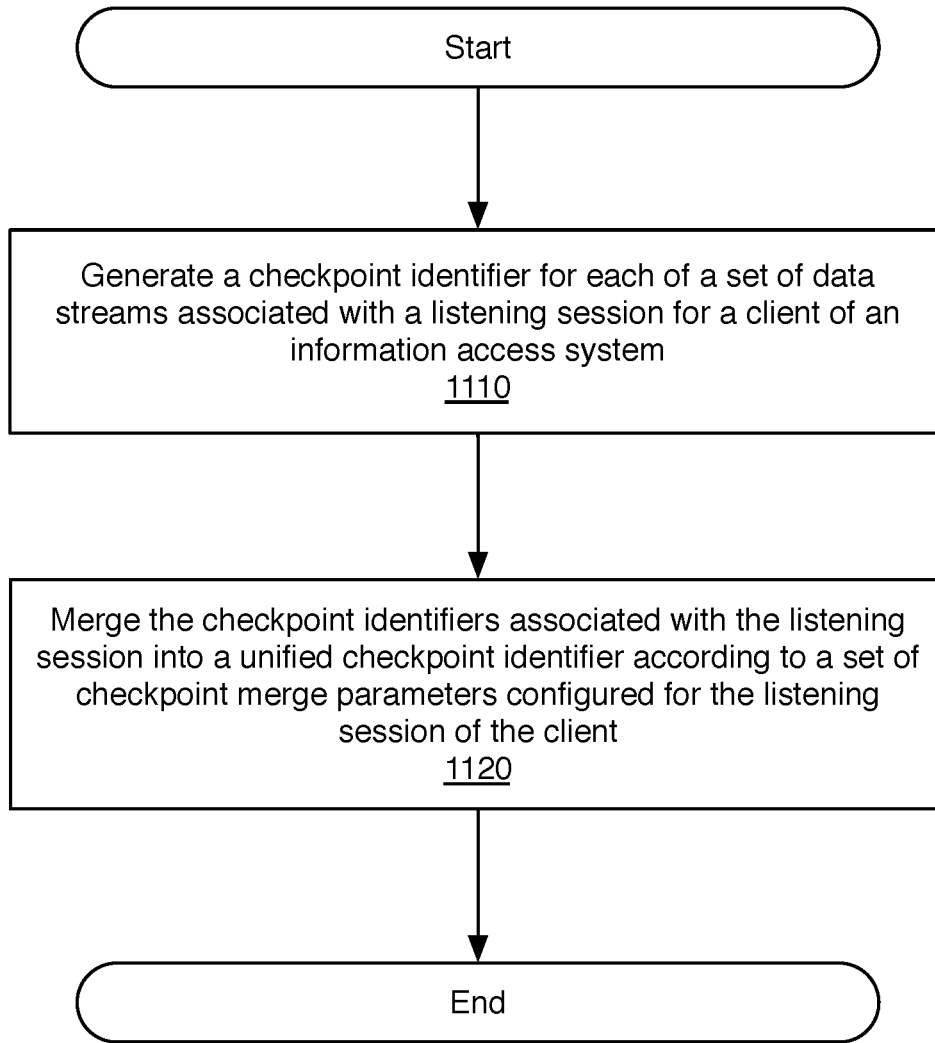 Start
Generate a checkpoint identifier for each of a set of data
streams associated with a listening session for a client of an
information access system
1110
Merge the checkpoint identifiers associated with the listening
session into a unified checkpoint identifier according to a set of
checkpoint merge parameters configured for the listening
session of the client
1120
End